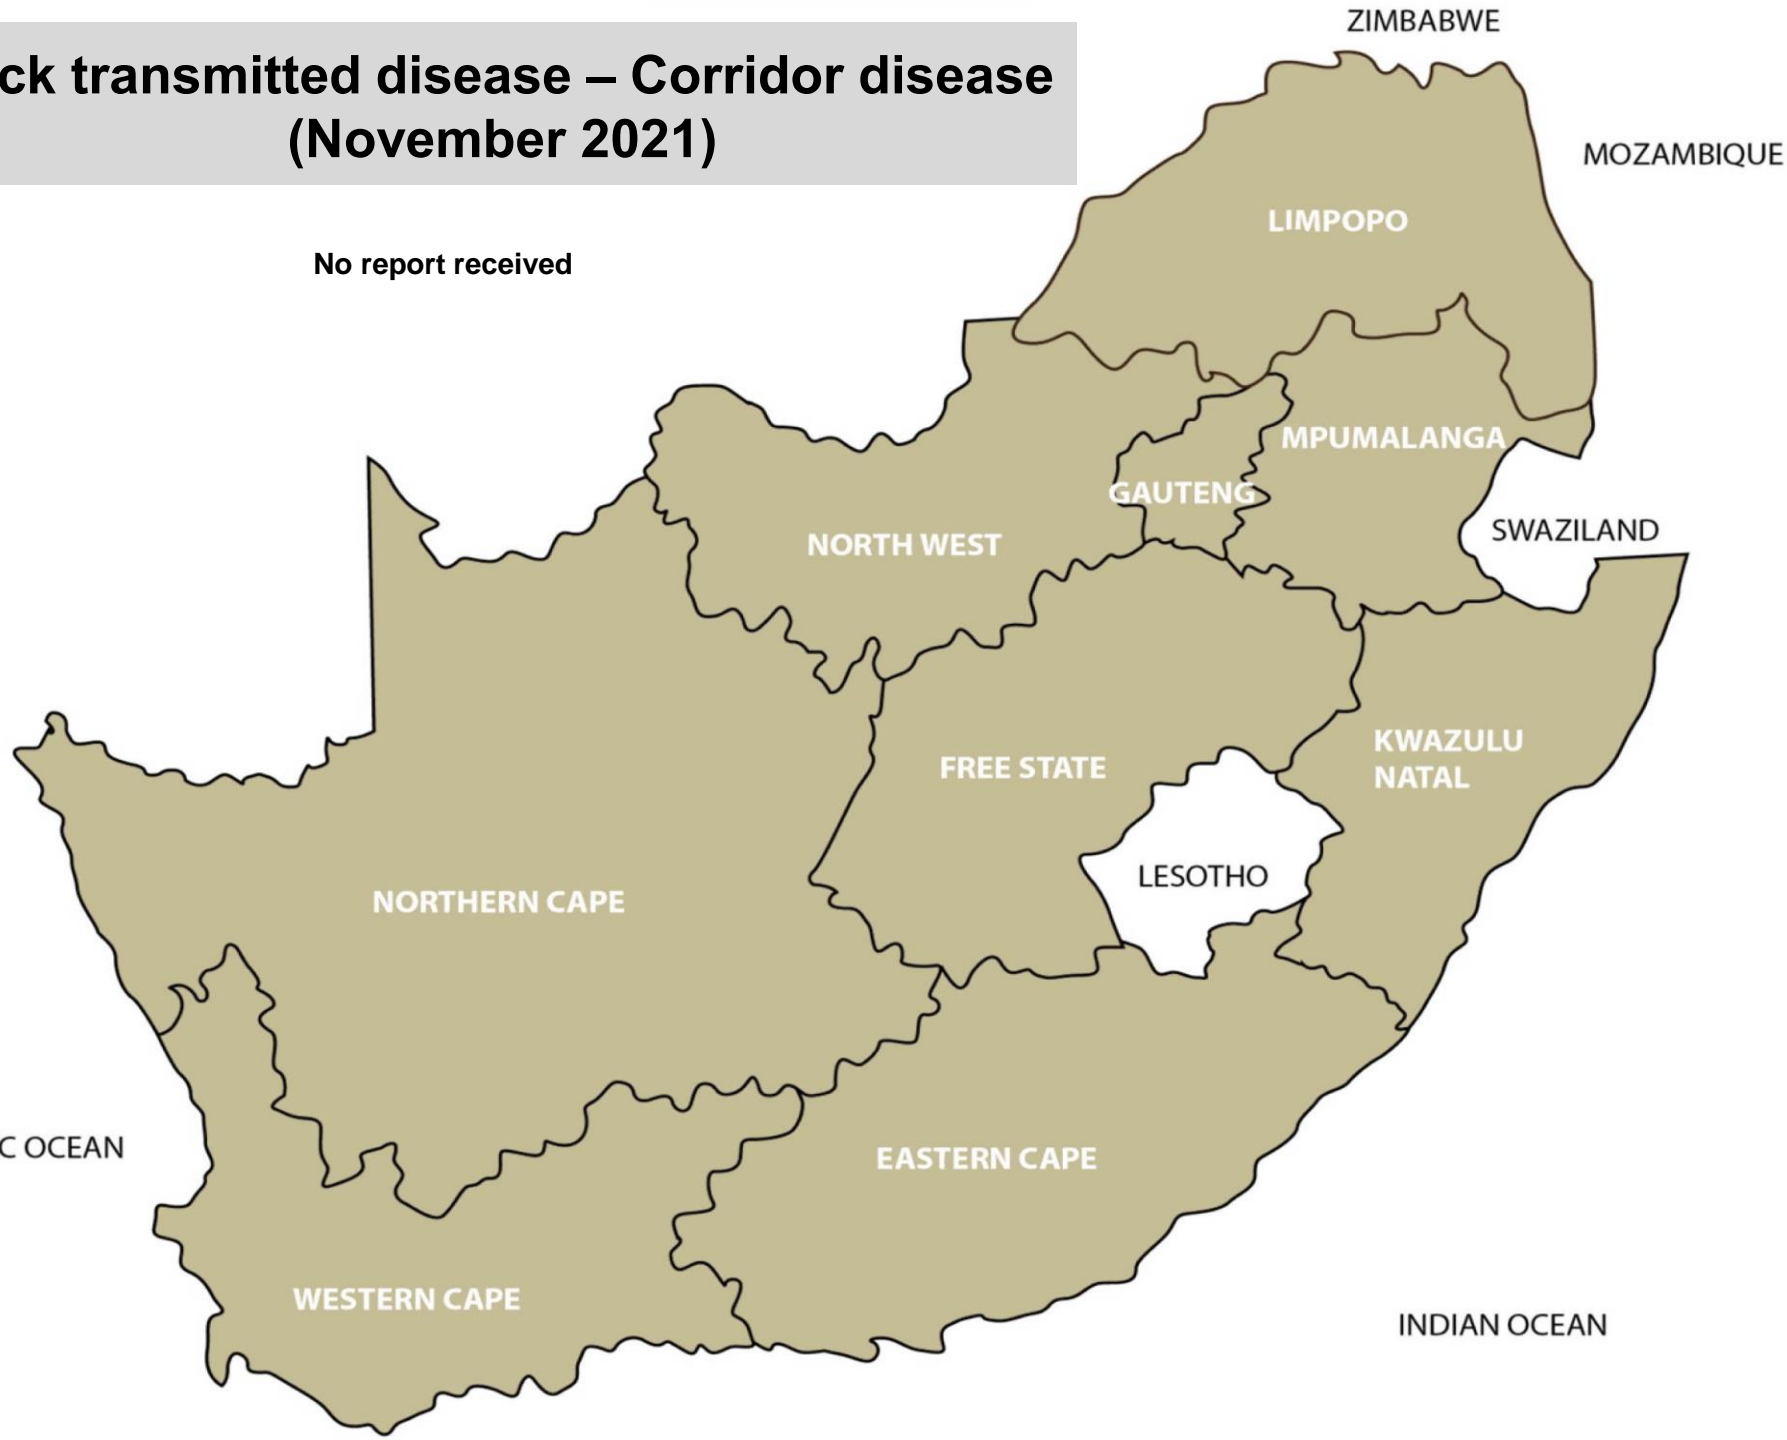 ZIMBABWE
ck transmitted disease – Corridor disease
(November 2021)
MOZAMBIQUE
LIMPOPO
No report received
MPUMALANGA
GAUTENG
SWAZILAND
NORTH WEST
KWAZULU
NATAL
FREE STATE
LESOTHO
NORTHERN CAPE
C OCEAN
EASTERN CAPE
WESTERN CAPE
INDIAN OCEAN